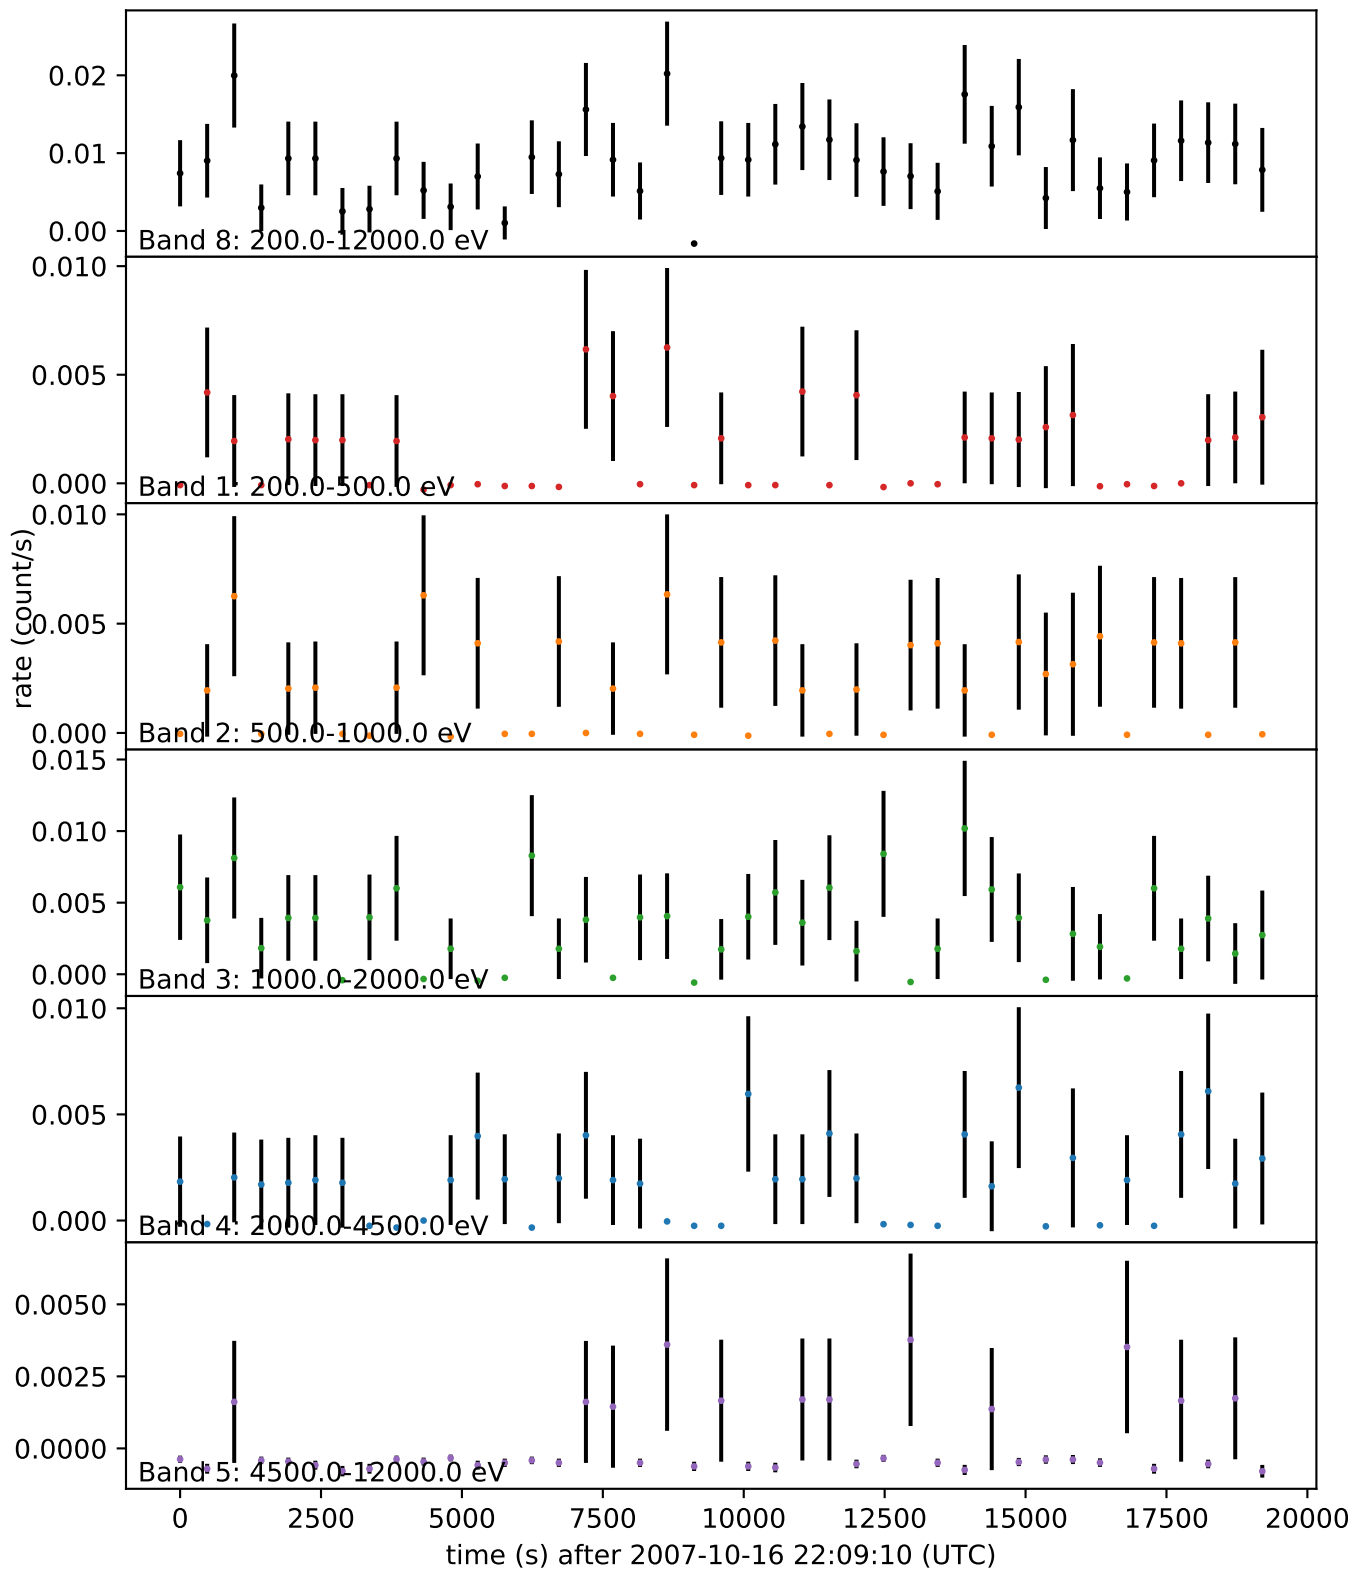 0.02
0.01
0.00
Band 8: 200.0-12000.0 eV
0.010
0.005
0.000
Band 1: 200.0-500.0 eV
0.010
0.005
0.000
Band 2: 500.0-1000.0 eV
rate (count/s)
0.015
0.010
0.005
0.000
Band 3: 1000.0-2000.0 eV
0.010
0.005
0.000
Band 4: 2000.0-4500.0 eV
0.0050
0.0025
0.0000
Band 5: 4500.0-12000.0 eV
0 2500 5000 7500 10000 12500 15000 17500 20000
time (s) after 2007-10-16 22:09:10 (UTC)